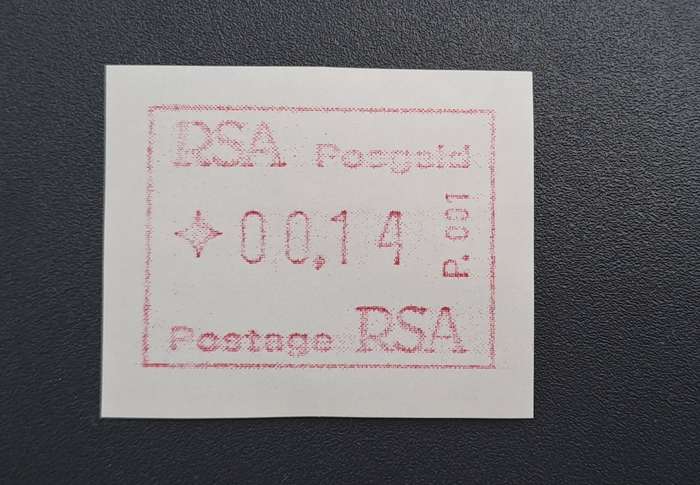 RSA Posgeld
00,14
P.001
Postage RSA